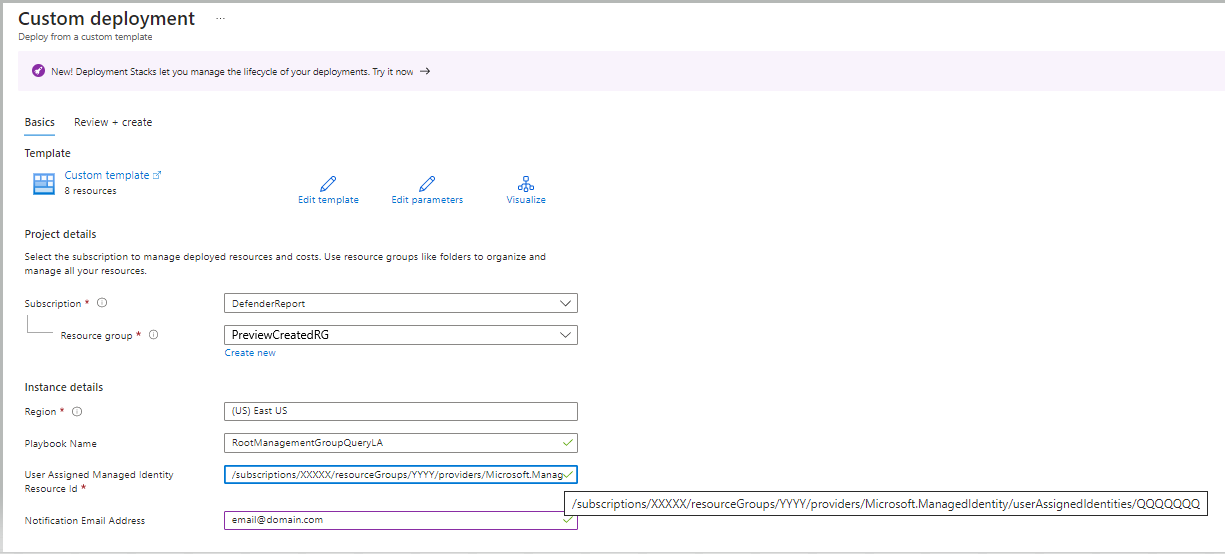 Custom deployment ...
Deploy from a custom template
New! Deployment Stacks let you manage the lifecycle of your deployments. Try it now →
Basics Review + create
Template
Custom template
8 resources
Edit template Edit parameters Visualize
Project details
Select the subscription to manage deployed resources and costs. Use resource groups like folders to organize and
manage all your resources.
Subscription * DefenderReport
Resource group * PreviewCreatedRG
Create new
Instance details
Region * (US) East US
Playbook Name RootManagementGroupQueryLA
User Assigned Managed Identity
Resource Id * /subscriptions/XXXXX/resourceGroups/YYYY/providers/Microsoft.Manag
/subscriptions/XXXXX/resourceGroups/YYYY/providers/Microsoft.ManagedIdentity/userAssignedIdentities/QQQQQQQ
Notification Email Address email@domain.com